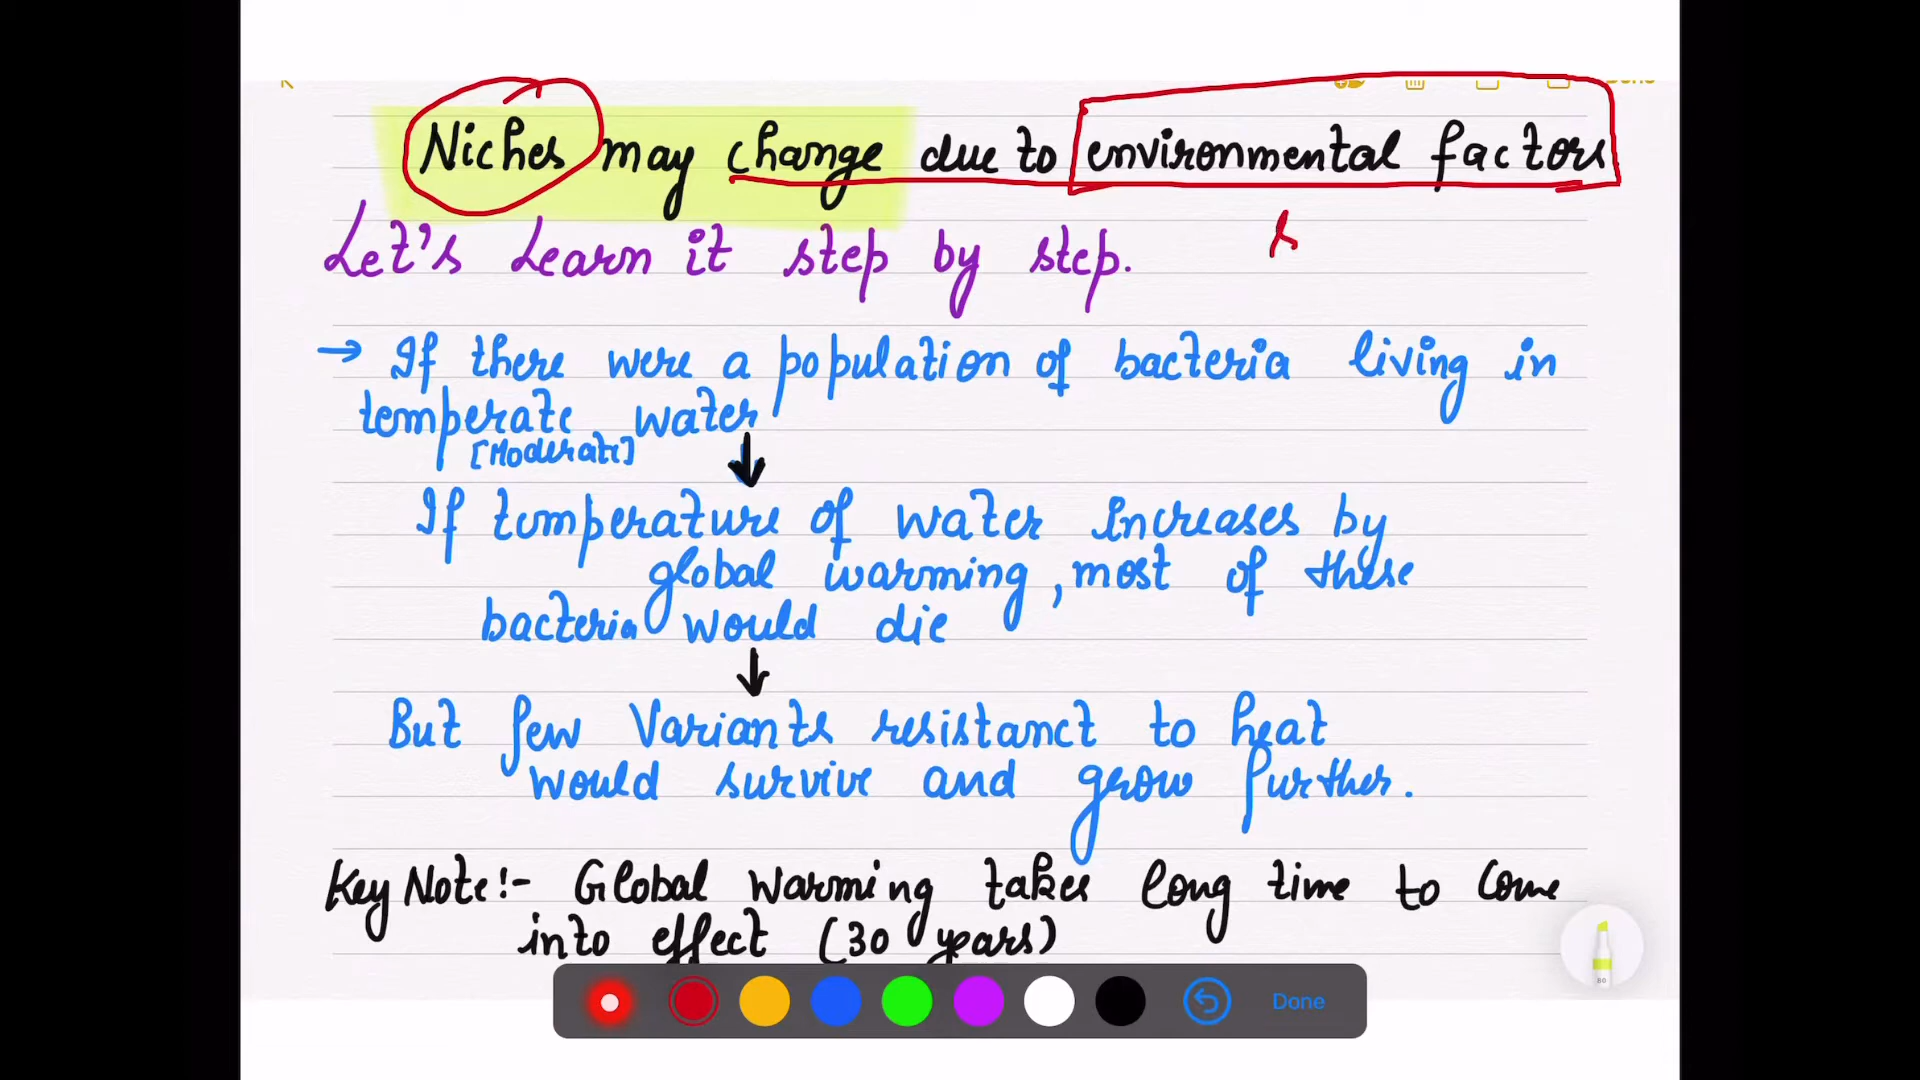 Niches may change due to environmental factors
Let's Learn it step by step.
→ If there were a population of bacteria living in
temperate water
[Moderate]
If temperature of water increases by
global warming, most of these
bacteria would die
But few Variants resistanct to heat
would survive and grow further.
Key Note:- Global Warming takes long time to come
into effect (30 years)
80
Done